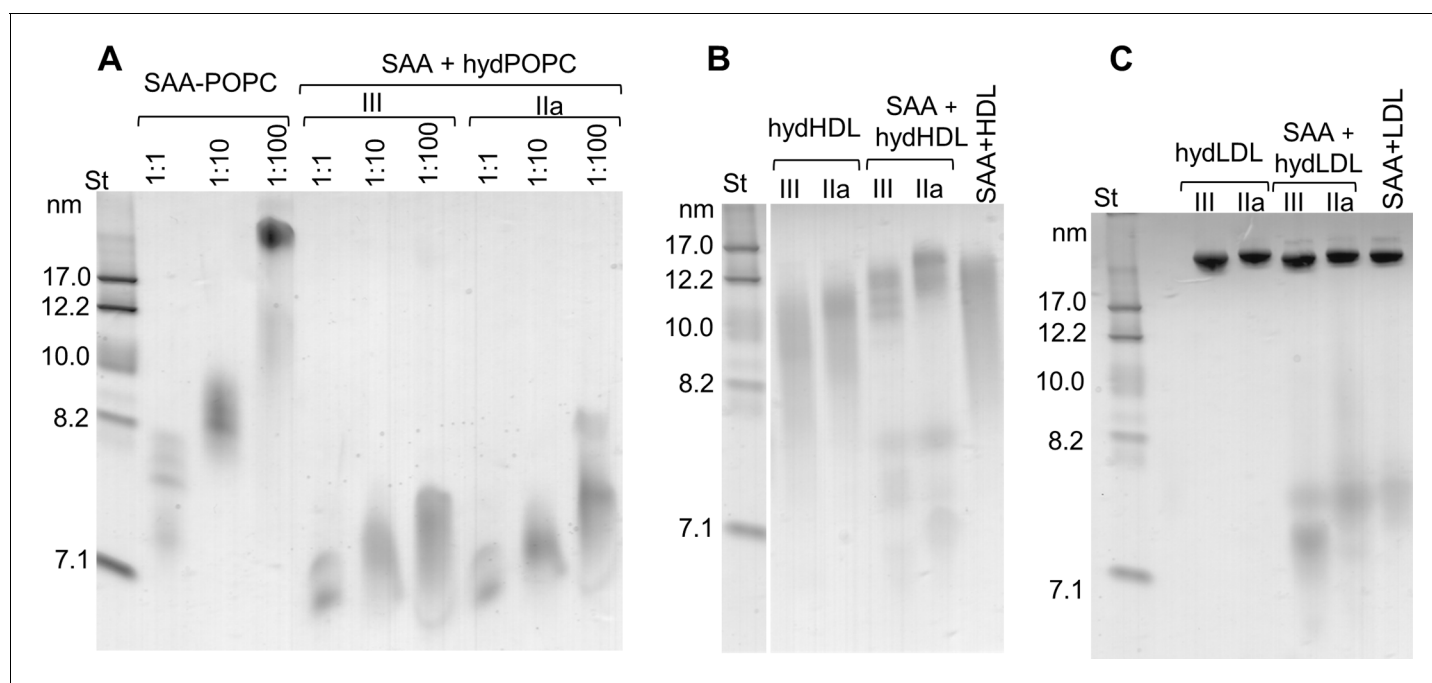 A
SAA-POPC
SAA + hydPOPC
III
IIa
1:1
1:10
1:100
1:1
1:10
1:100
1:1
1:10
1:100
St
nm
17.0
12.2
10.0
8.2
7.1
B
hydHDL
SAA +
hydHDL
SAA+HDL
St
III
IIa
III
IIa
nm
17.0
12.2
10.0
8.2
7.1
C
hydLDL
SAA +
hydLDL
SAA+LDL
St
III
IIa
III
IIa
nm
17.0
12.2
10.0
8.2
7.1